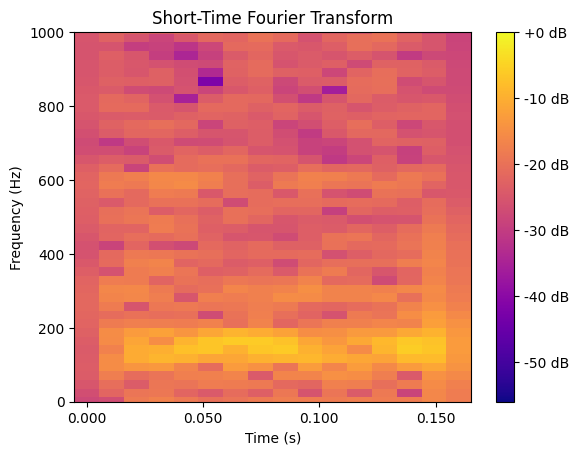 Short-Time Fourier Transform
1000
800
600
400
200
0
Frequency (Hz)
0.000
0.050
0.100
0.150
Time (s)
+0 dB
-10 dB
-20 dB
-30 dB
-40 dB
-50 dB